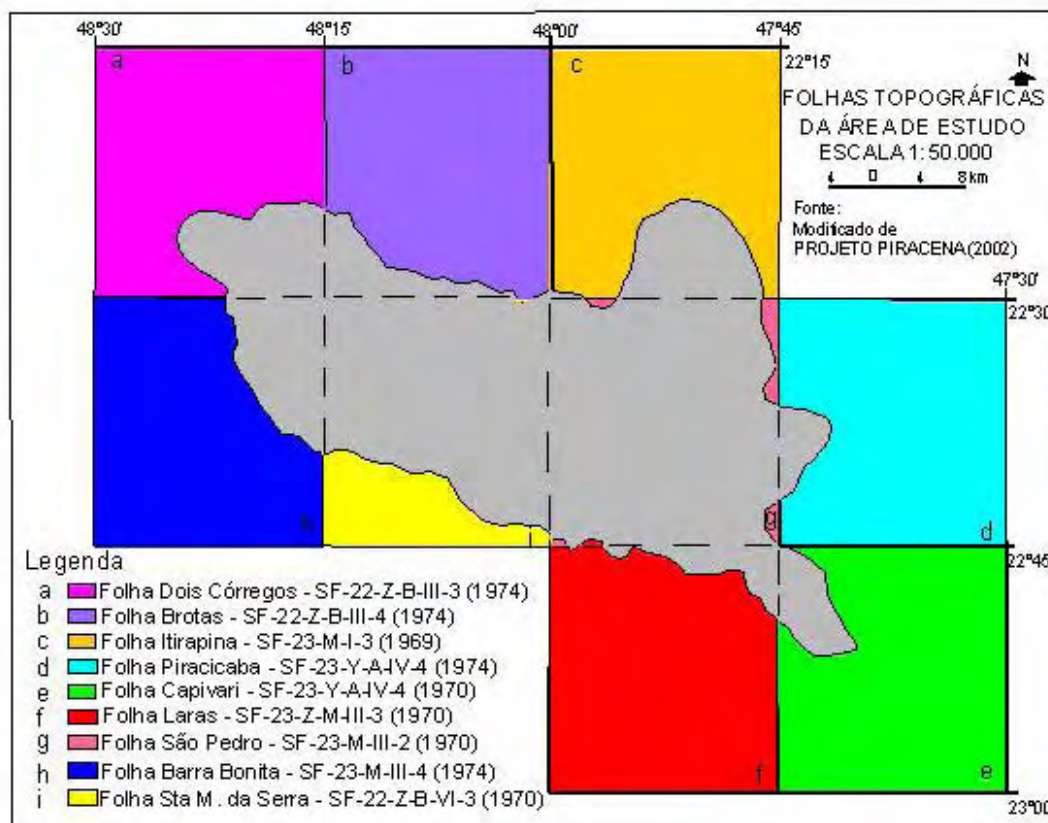 48°30' 48°15' 48°00' 47°45'
a b c 22°15' N
FOLHAS TOPOGRÁFICAS
DA ÁREA DE ESTUDO
ESCALA 1:50.000
4 0 4 8 km
Fonte:
Modificado de
PROJETO PIRACENA(2002)
47°30'
22°30'
g
h i d
22°45'
Legenda
a Folha Dois Córregos - SF-22-Z-B-III-3 (1974)
b Folha Brotas - SF-22-Z-B-III-4 (1974)
c Folha Itirapina - SF-23-M-I-3 (1969)
d Folha Piracicaba - SF-23-Y-A-IV-4 (1974)
e Folha Capivari - SF-23-Y-A-IV-4 (1970)
f Folha Laras - SF-23-Z-M-III-3 (1970)
g Folha São Pedro - SF-23-M-III-2 (1970)
h Folha Barra Bonita - SF-23-M-III-4 (1974)
i Folha Sta M. da Serra - SF-22-Z-B-VI-3 (1970)
f e
23°00'